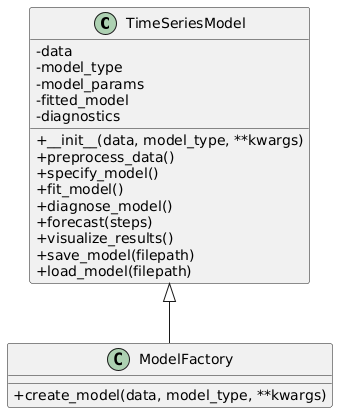 C TimeSeriesModel
-data
-model_type
-model_params
-fitted_model
-diagnostics
+__init__(data, model_type, **kwargs)
+preprocess_data()
+specify_model()
+fit_model()
+diagnose_model()
+forecast(steps)
+visualize_results()
+save_model(filepath)
+load_model(filepath)
C ModelFactory
+create_model(data, model_type, **kwargs)